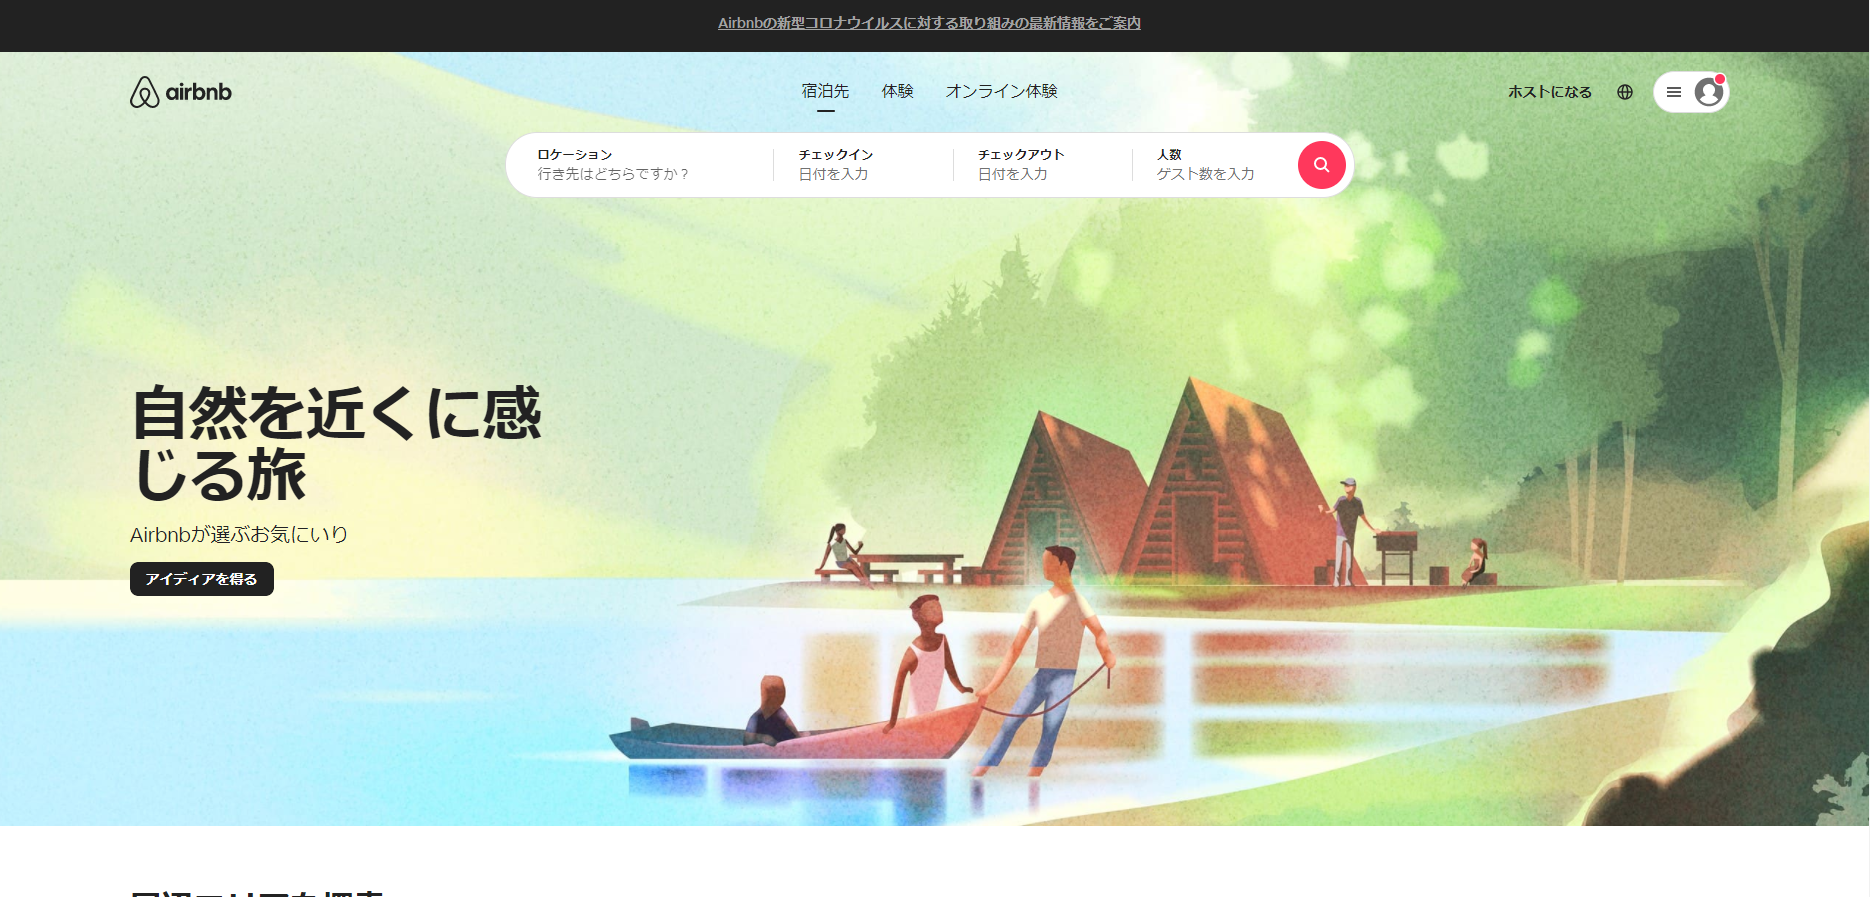 Airbnbの新型コロナウイルスに対する取り組みの最新情報をご案内
airbnb
宿泊先 体験 オンライン体験
ホストになる
ロケーション
行き先はどちらですか？
チェックイン
日付を入力
チェックアウト
日付を入力
人数
ゲスト数を入力
自然を近くに感
じる旅
Airbnbが選ぶお気にいり
アイディアを得る